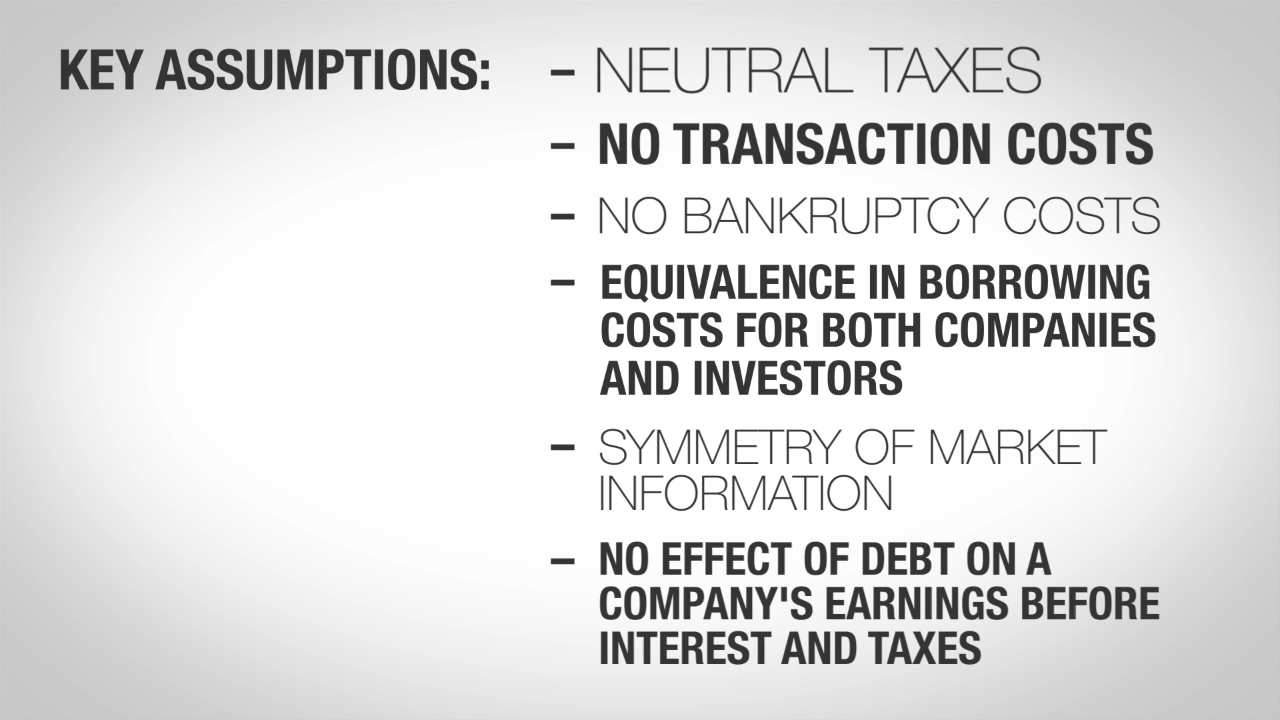 KEY ASSUMPTIONS:
– NEUTRAL TAXES
– NO TRANSACTION COSTS
– NO BANKRUPTCY COSTS
– EQUIVALENCE IN BORROWING
COSTS FOR BOTH COMPANIES
AND INVESTORS
– SYMMETRY OF MARKET
INFORMATION
– NO EFFECT OF DEBT ON A
COMPANY'S EARNINGS BEFORE
INTEREST AND TAXES